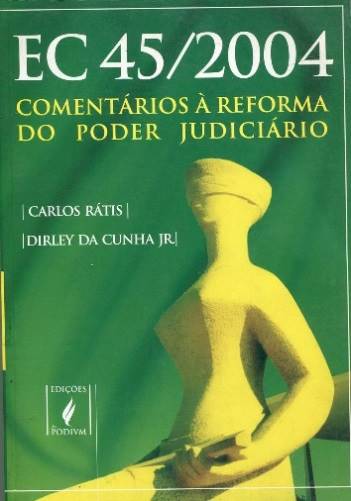 EC 45/2004
COMENTÁRIOS À REFORMA
DO PODER JUDICIÁRIO
|CARLOS RÁTIS|
|DIRLEY DA CUNHA JR.|
EDIÇÕES
PODIVM